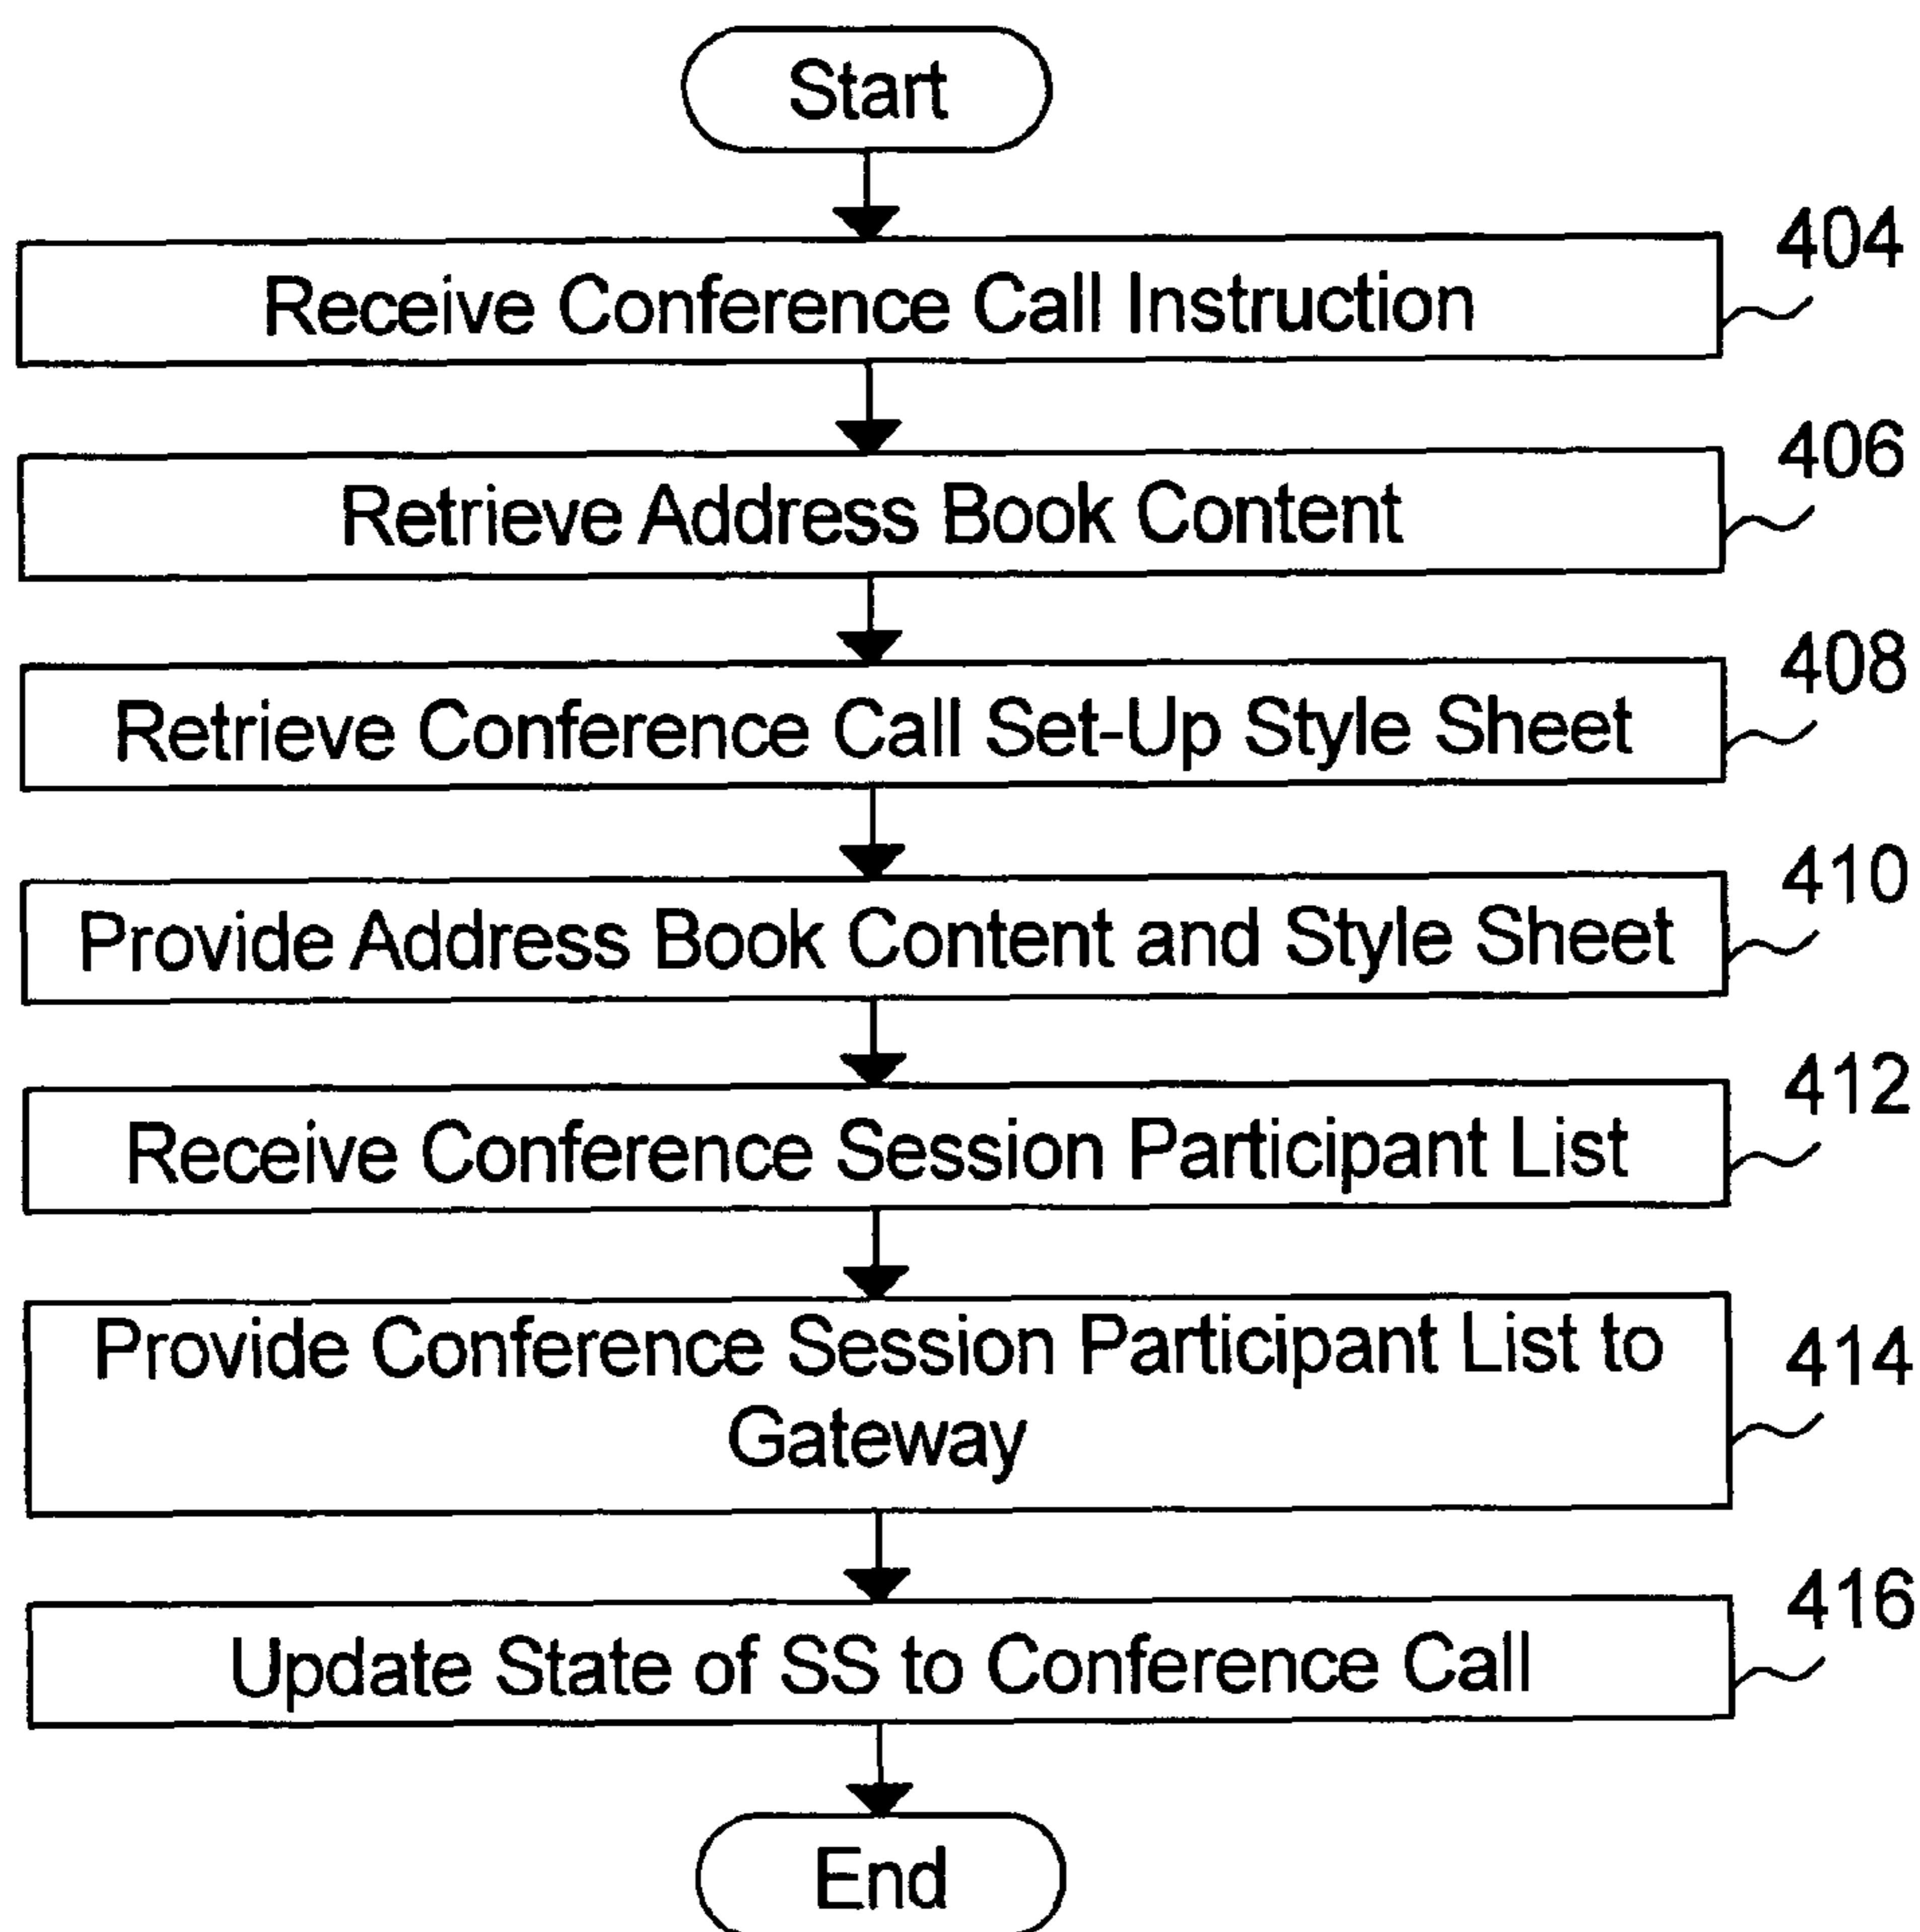 Start
404
Receive Conference Call Instruction
406
Retrieve Address Book Content
408
Retrieve Conference Call Set-Up Style Sheet
410
Provide Address Book Content and Style Sheet
412
Receive Conference Session Participant List
Provide Conference Session Participant List to
414
Gateway
416
Update State of SS to Conference Call
End